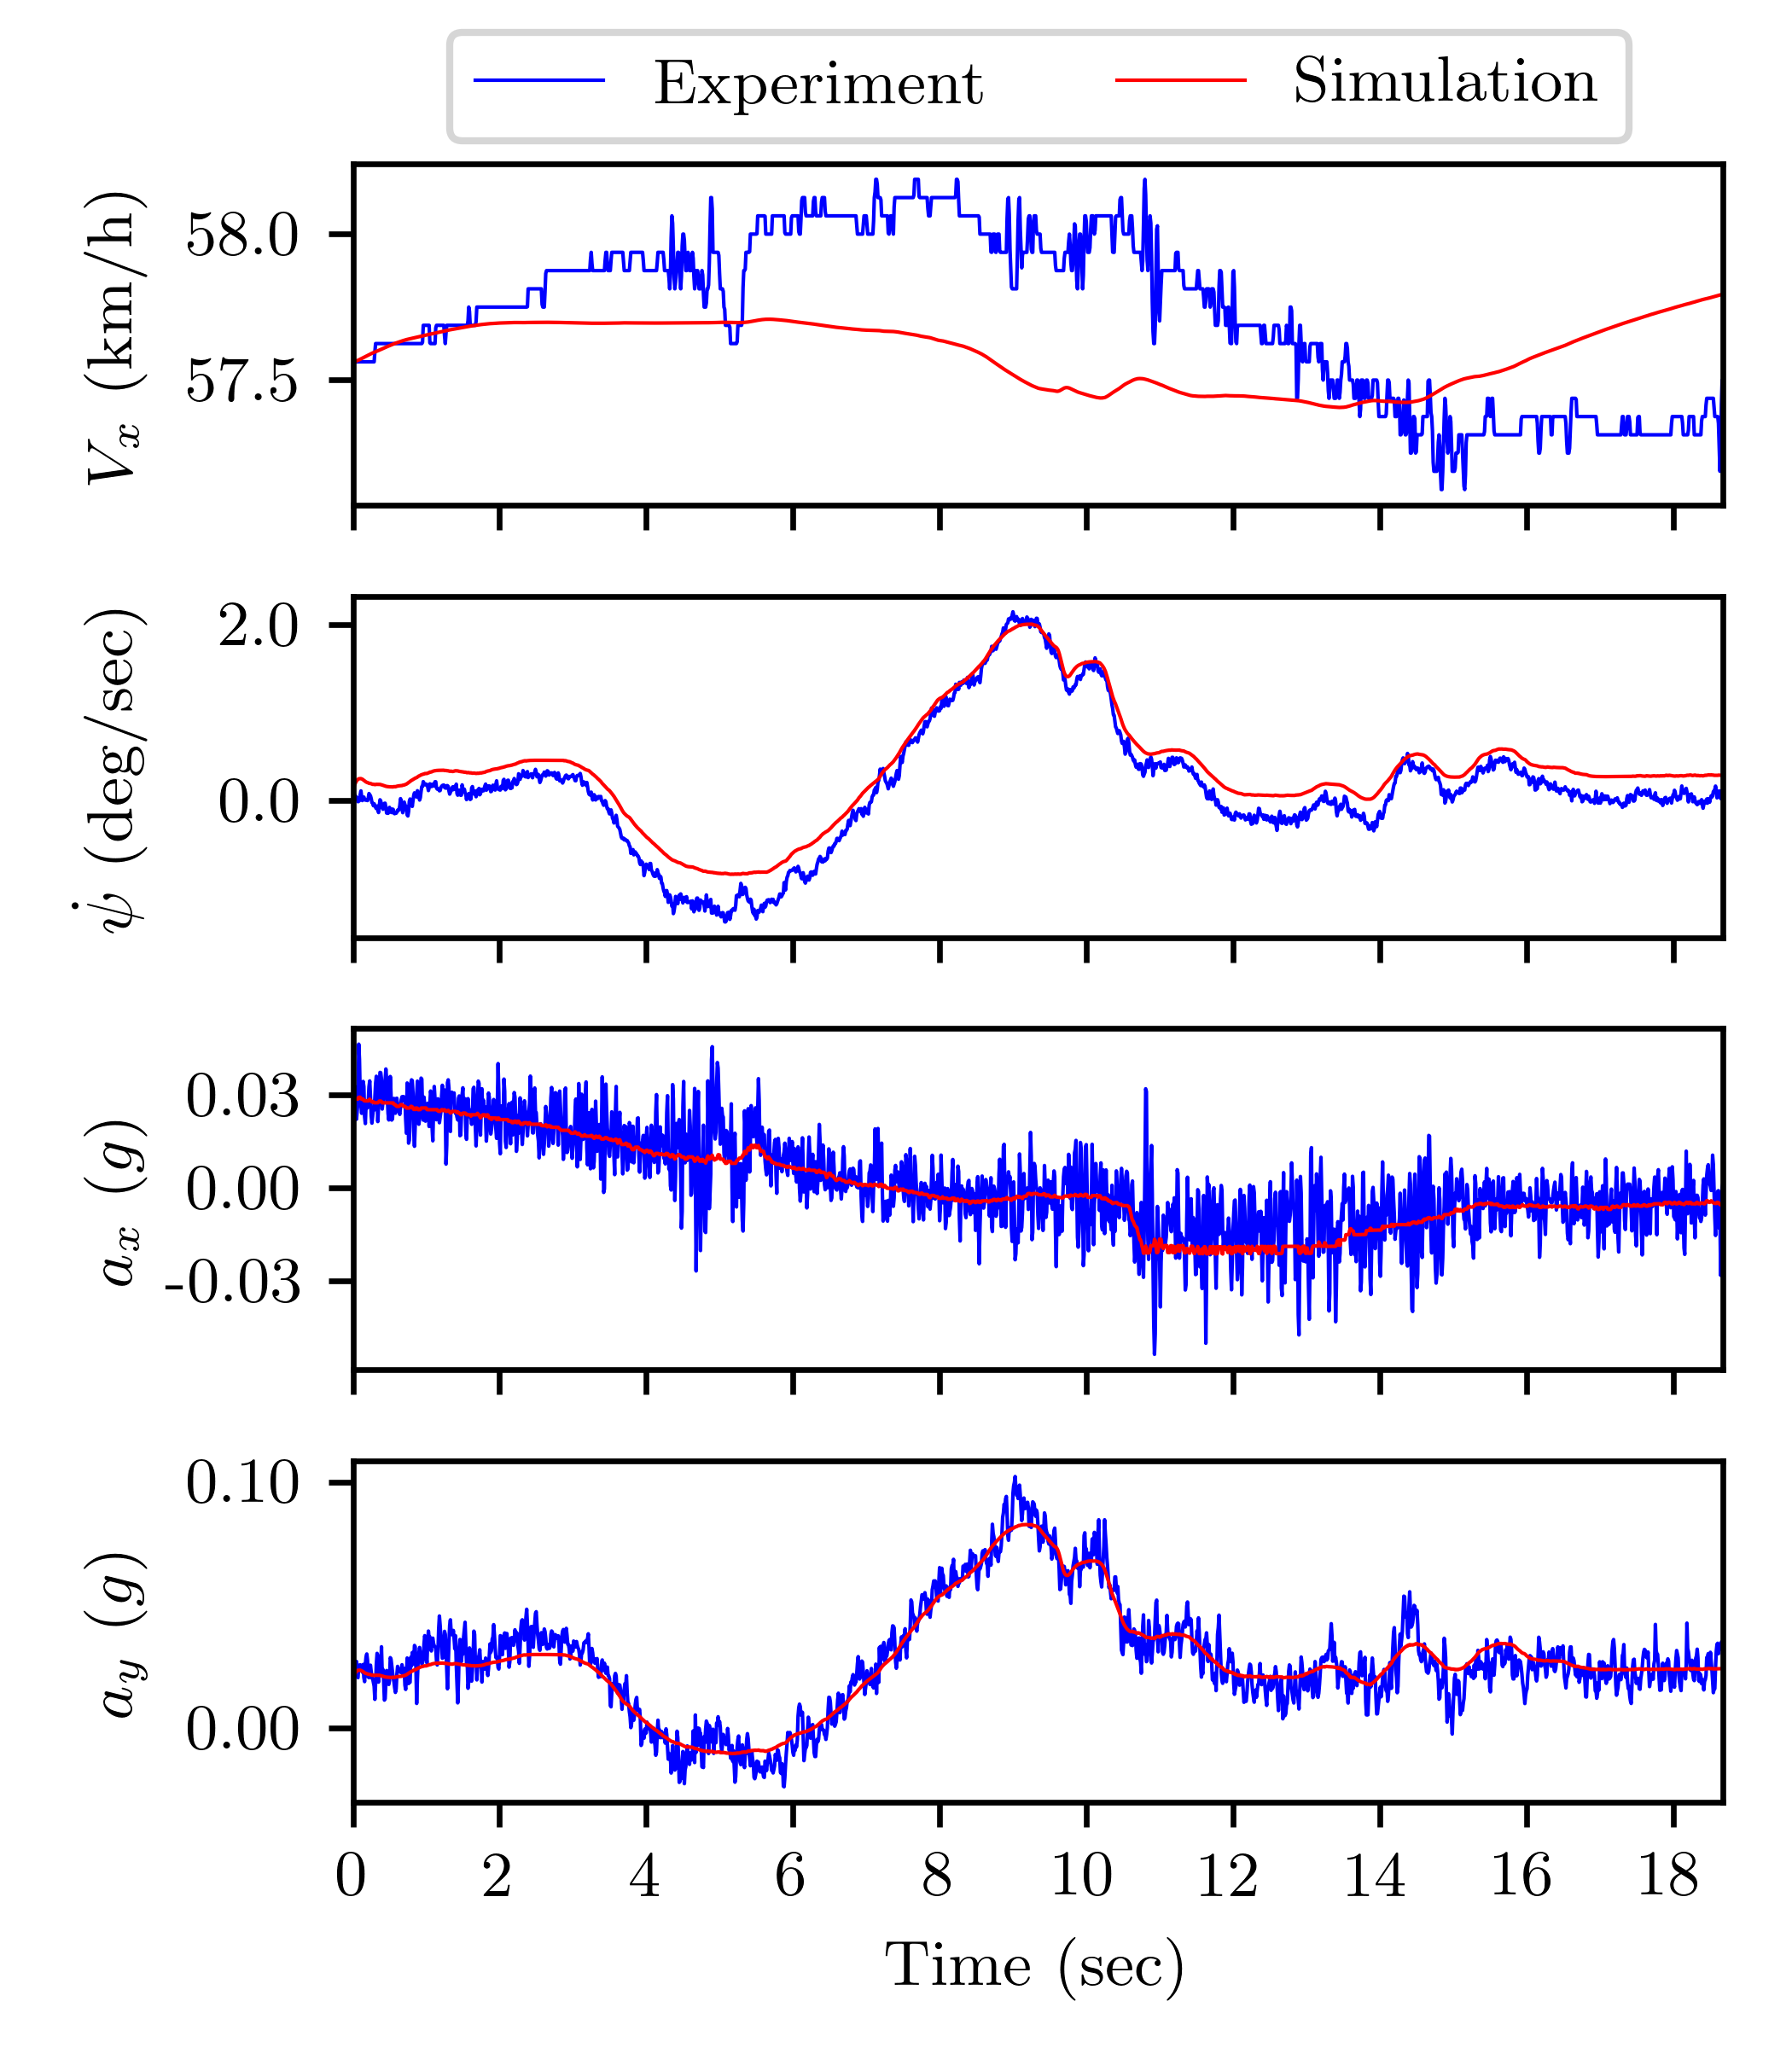 Experiment Simulation
V_x (km/h)
58.0
57.5
ψ̇ (deg/sec)
2.0
0.0
a_x (g)
0.03
0.00
-0.03
a_y (g)
0.10
0.00
0 2 4 6 8 10 12 14 16 18
Time (sec)